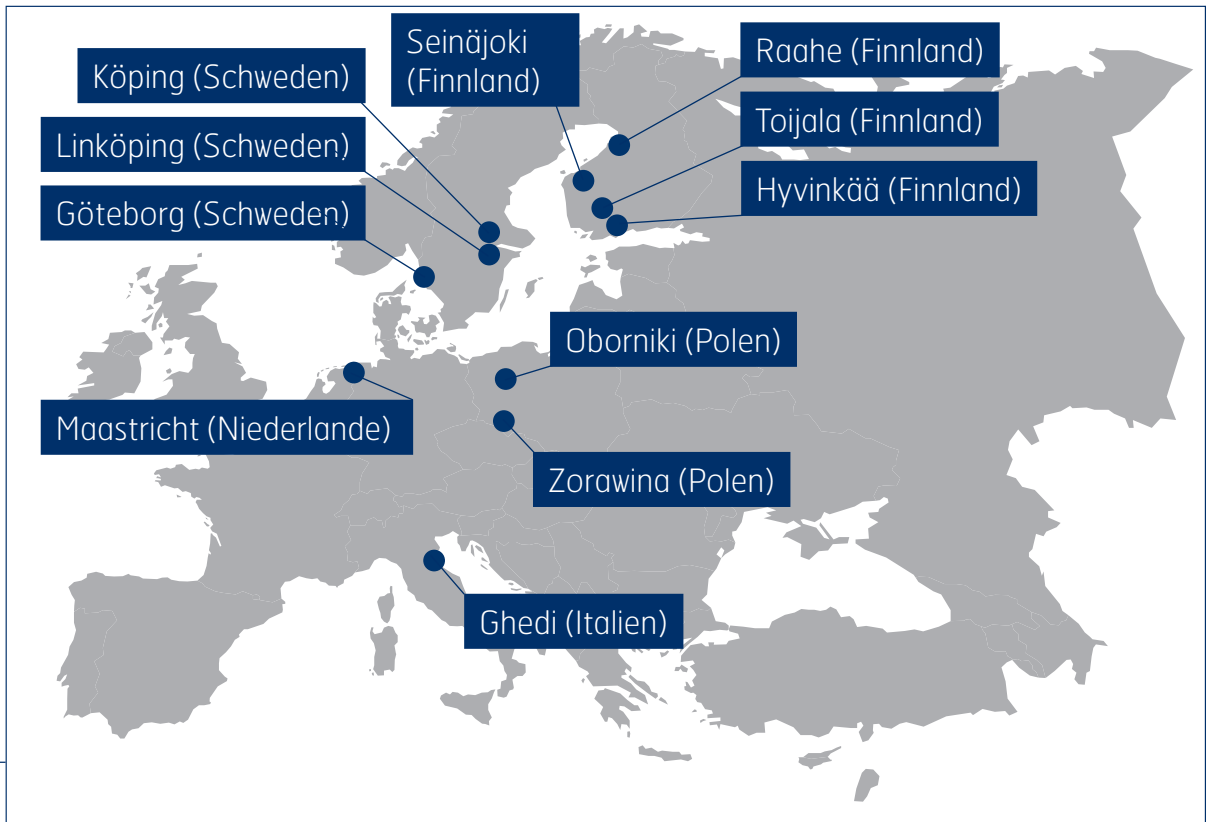 Seinäjoki
(Finnland)
Raahe (Finnland)
Köping (Schweden)
Toijala (Finnland)
Linköping (Schweden)
Hyvinkää (Finnland)
Göteborg (Schweden)
Oborniki (Polen)
Maastricht (Niederlande)
Zorawina (Polen)
Ghedi (Italien)